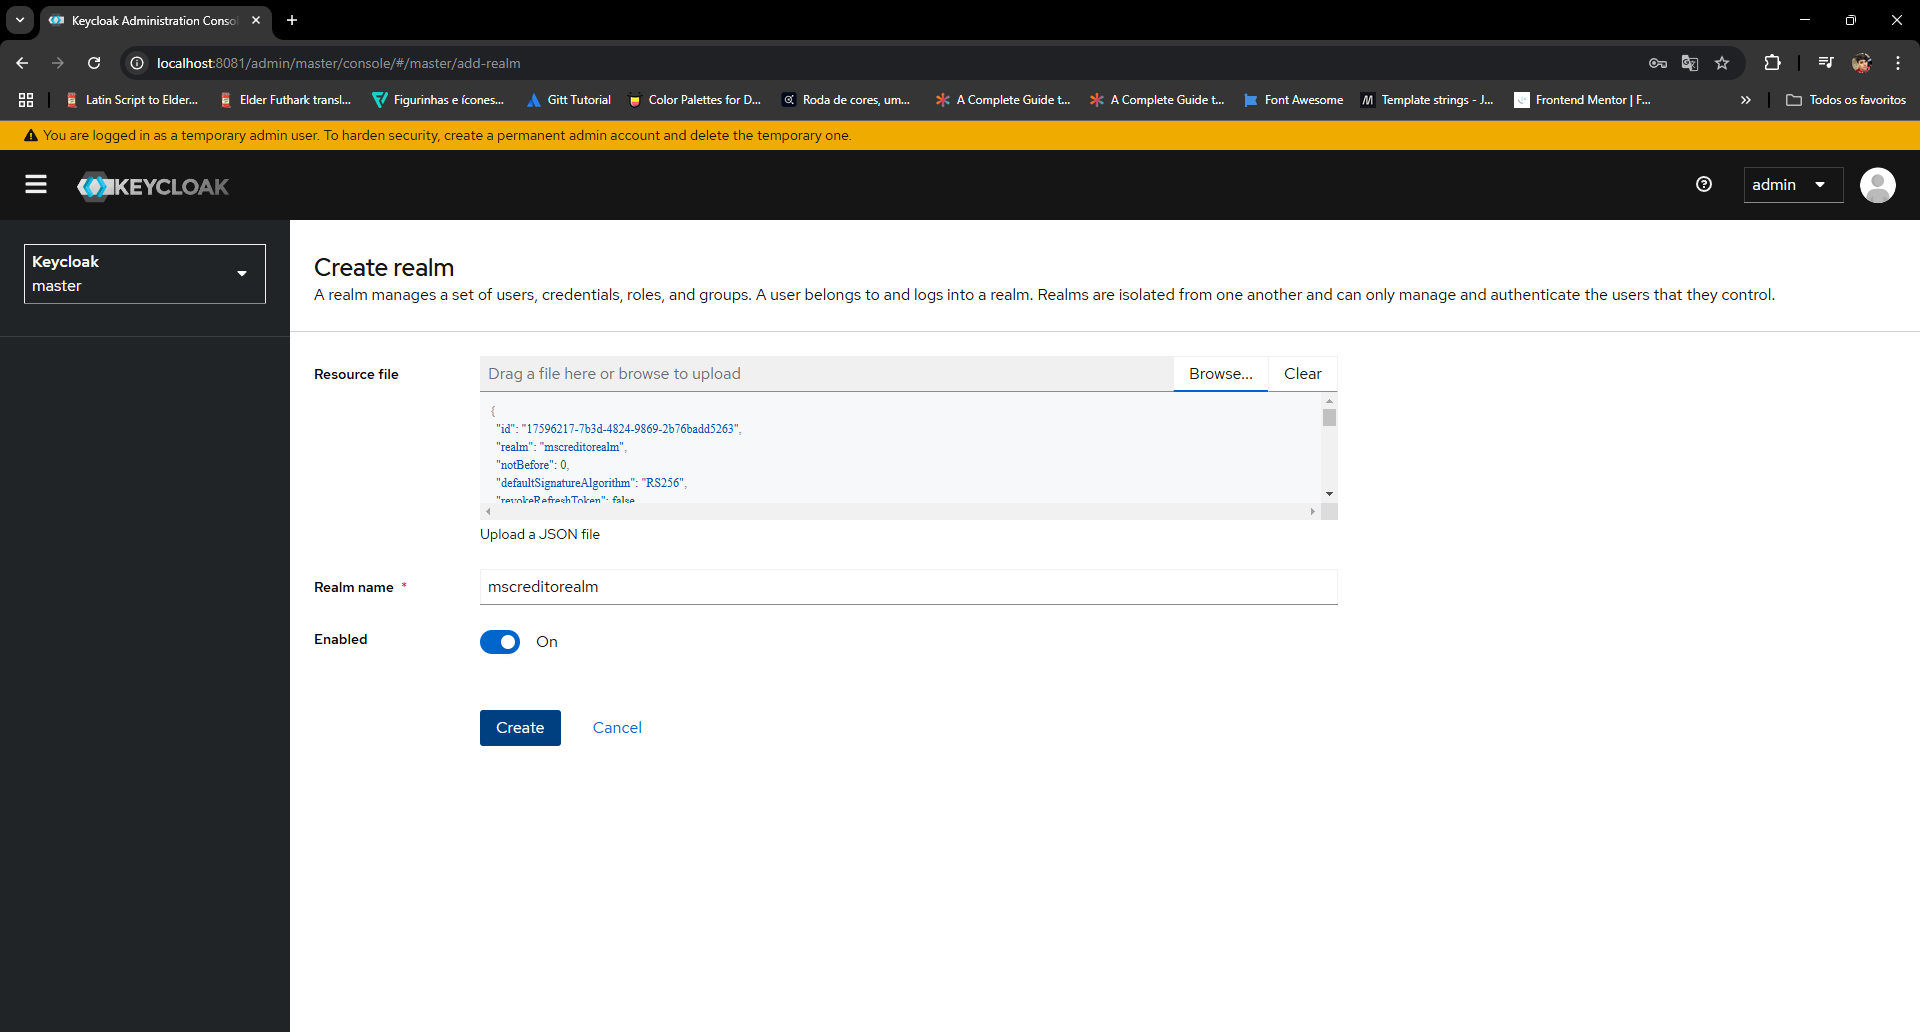 Keycloak Administration Conso
localhost:8081/admin/master/console/#/master/add-realm
Latin Script to Elder...
Elder Futhark transl...
Figurinhas e ícones...
Gitt Tutorial
Color Palettes for D...
Roda de cores, um...
A Complete Guide t...
A Complete Guide t...
Font Awesome
Template strings - J...
Frontend Mentor | F...
Todos os favoritos
You are logged in as a temporary admin user. To harden security, create a permanent admin account and delete the temporary one.
KEYCLOAK
admin
Keycloak
master
Create realm
A realm manages a set of users, credentials, roles, and groups. A user belongs to and logs into a realm. Realms are isolated from one another and can only manage and authenticate the users that they control.
Resource file
Drag a file here or browse to upload
Browse...
Clear
{
"id": "17596217-7b3d-4824-9869-2b76badd5263",
"realm": "mscreditorealm",
"notBefore": 0,
"defaultSignatureAlgorithm": "RS256",
"revokeRefreshToken": false
Upload a JSON file
Realm name *
mscreditorealm
Enabled
On
Create
Cancel